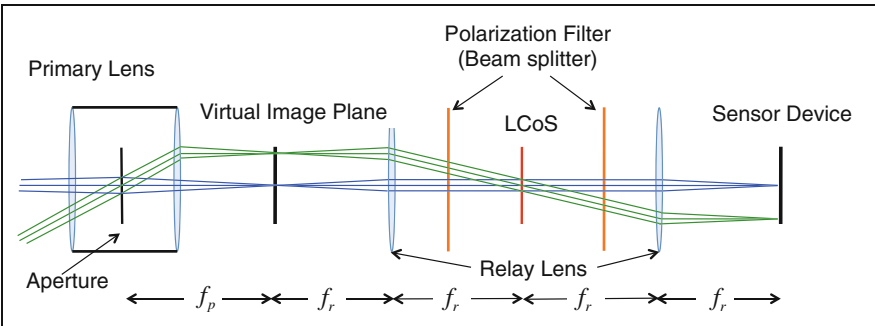 Polarization Filter
(Beam splitter)
Primary Lens
Virtual Image Plane
LCoS
Sensor Device
Aperture
Relay Lens
f_p
f_r
f_r
f_r
f_r